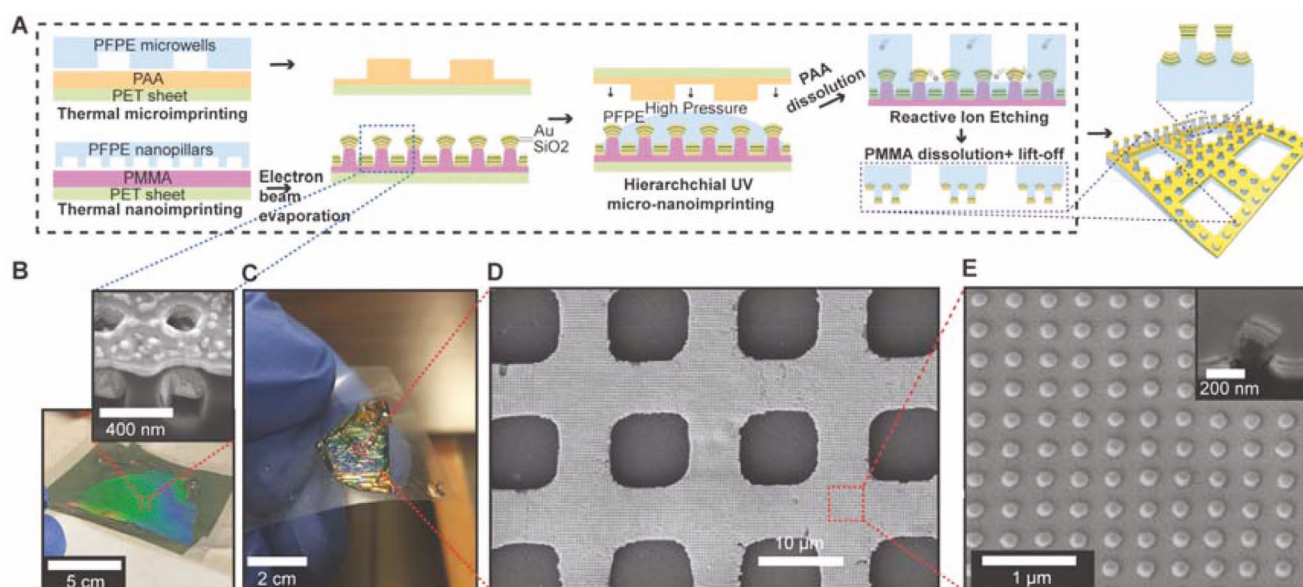 A
PFPE microwells
PAA
PET sheet
Thermal microimprinting
PFPE nanopillars
PMMA
PET sheet
Thermal nanoimprinting
Electron
beam
evaporation
Au
SiO2
High Pressure
PFPE
Hierarchchial UV
micro-nanoimprinting
PAA
dissolution
Reactive Ion Etching
PMMA dissolution+ lift-off
B
400 nm
5 cm
C
2 cm
D
10 µm
E
200 nm
1 µm